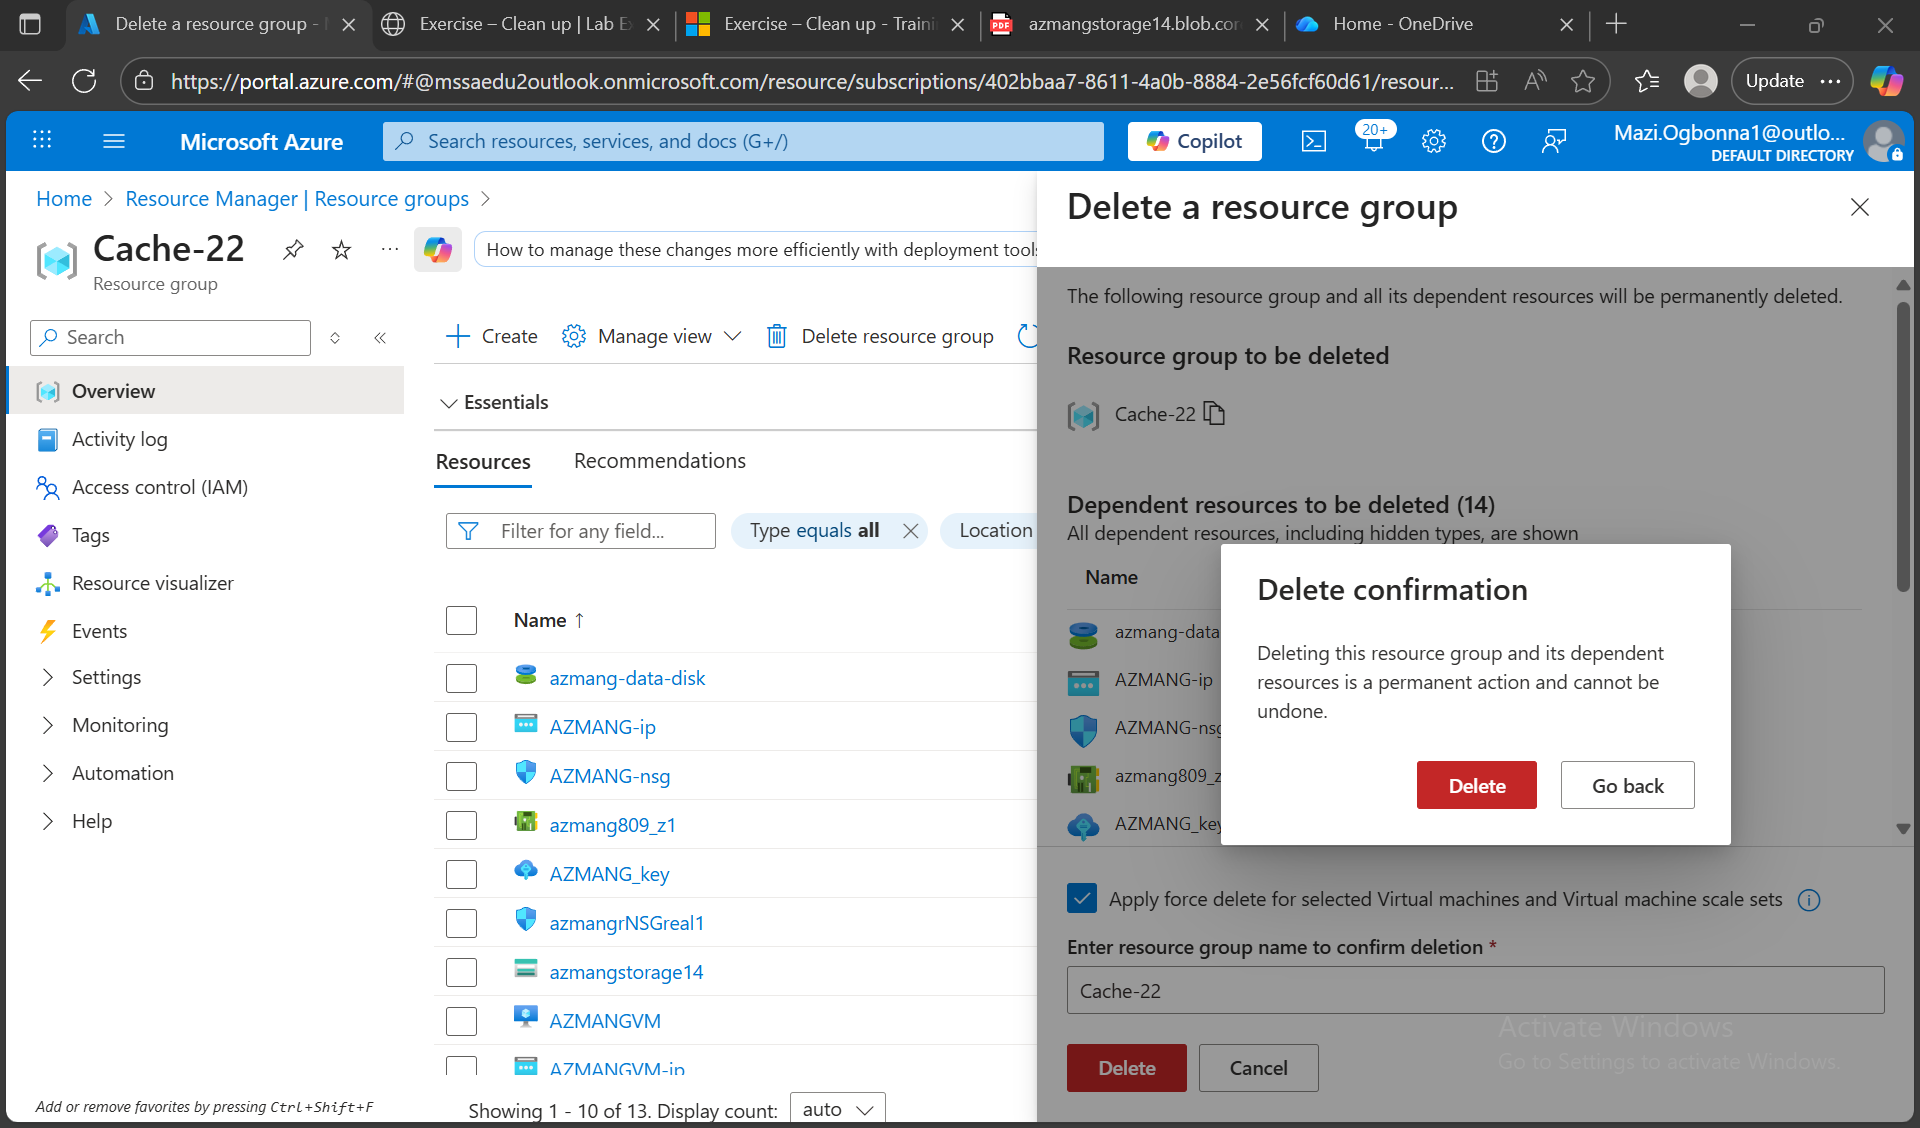 Delete a resource group -
Exercise – Clean up | Lab
Exercise – Clean up -
azmangstorage14.blob.
Home - OneDrive
https://portal.azure.com/#@mssaedu2outlook.onmicrosoft.com/resource/subscriptions/402bbaa7-8611-4a0b-8884-2e56fcf60d61/resour...
Update
Microsoft Azure
Search resources, services, and docs (G+/)
Copilot
20+
Mazi.Ogbonna1@outlo...
DEFAULT DIRECTORY
Home > Resource Manager | Resource groups >
Cache-22
Resource group
How to manage these changes more efficiently with deployment
Search
Overview
Activity log
Access control (IAM)
Tags
Resource visualizer
Events
Settings
Monitoring
Automation
Help
Add or remove favorites by pressing Ctrl+Shift+F
Create
Manage view
Delete resource group
Essentials
Resources
Recommendations
Filter for any field...
Type equals all
Location
Name ↑
azmang-data-disk
AZMANG-ip
AZMANG-nsg
azmang809_z1
AZMANG_key
azmangrNSGreal1
azmangstorage14
AZMANGVM
AZMANGVM-ip
Showing 1 - 10 of 13. Display count: auto
Delete a resource group
The following resource group and all its dependent resources will be permanently deleted.
Resource group to be deleted
Cache-22
Dependent resources to be deleted (14)
All dependent resources, including hidden types, are shown
Name
azmang-data
AZMANG-ip
AZMANG-nsg
azmang809_z
AZMANG_key
Delete confirmation
Deleting this resource group and its dependent
resources is a permanent action and cannot be
undone.
Delete
Go back
Apply force delete for selected Virtual machines and Virtual machine scale sets
Enter resource group name to confirm deletion *
Cache-22
Delete
Cancel
Activate Windows
Go to Settings to activate Windows.